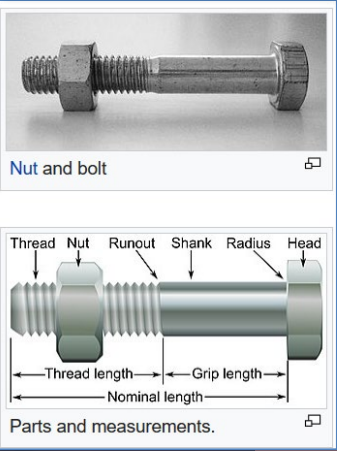 Nut and bolt
Thread Nut Runout Shank Radius Head
Thread length
Grip length
Nominal length
Parts and measurements.